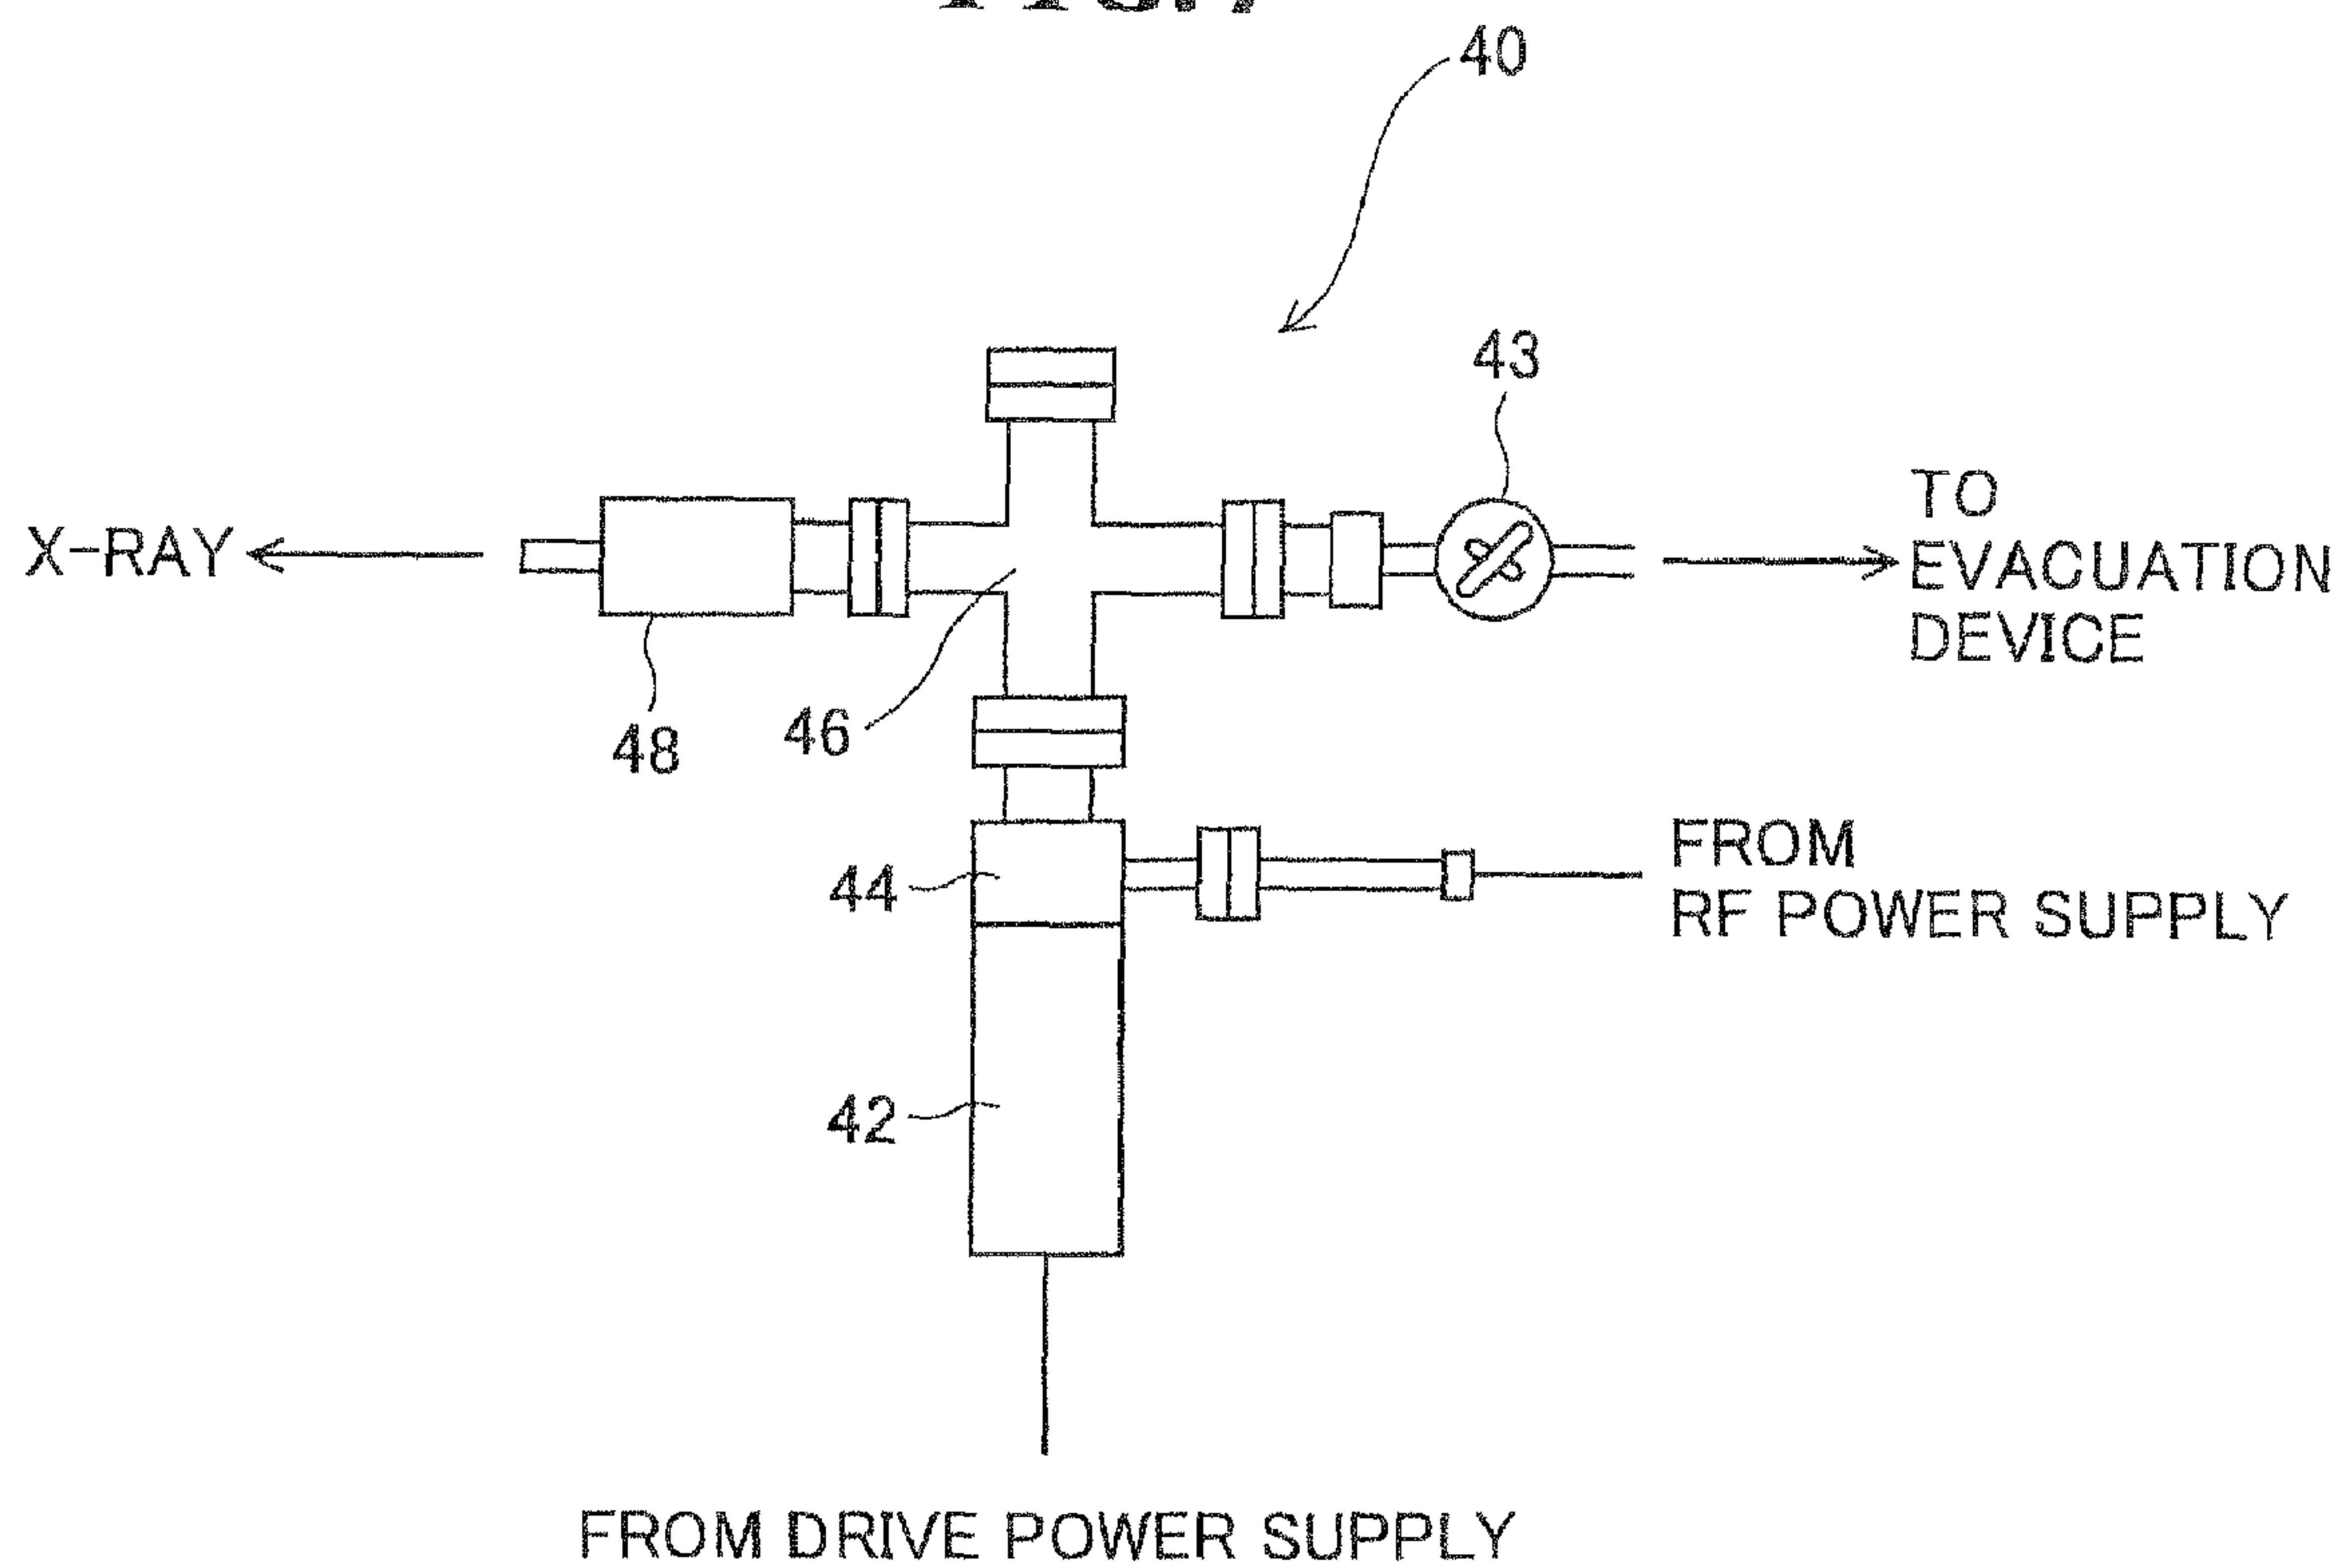 40
43
X-RAY
TO
EVACUATION
DEVICE
48
46
44
FROM
RF POWER SUPPLY
42
FROM DRIVE POWER SUPPLY